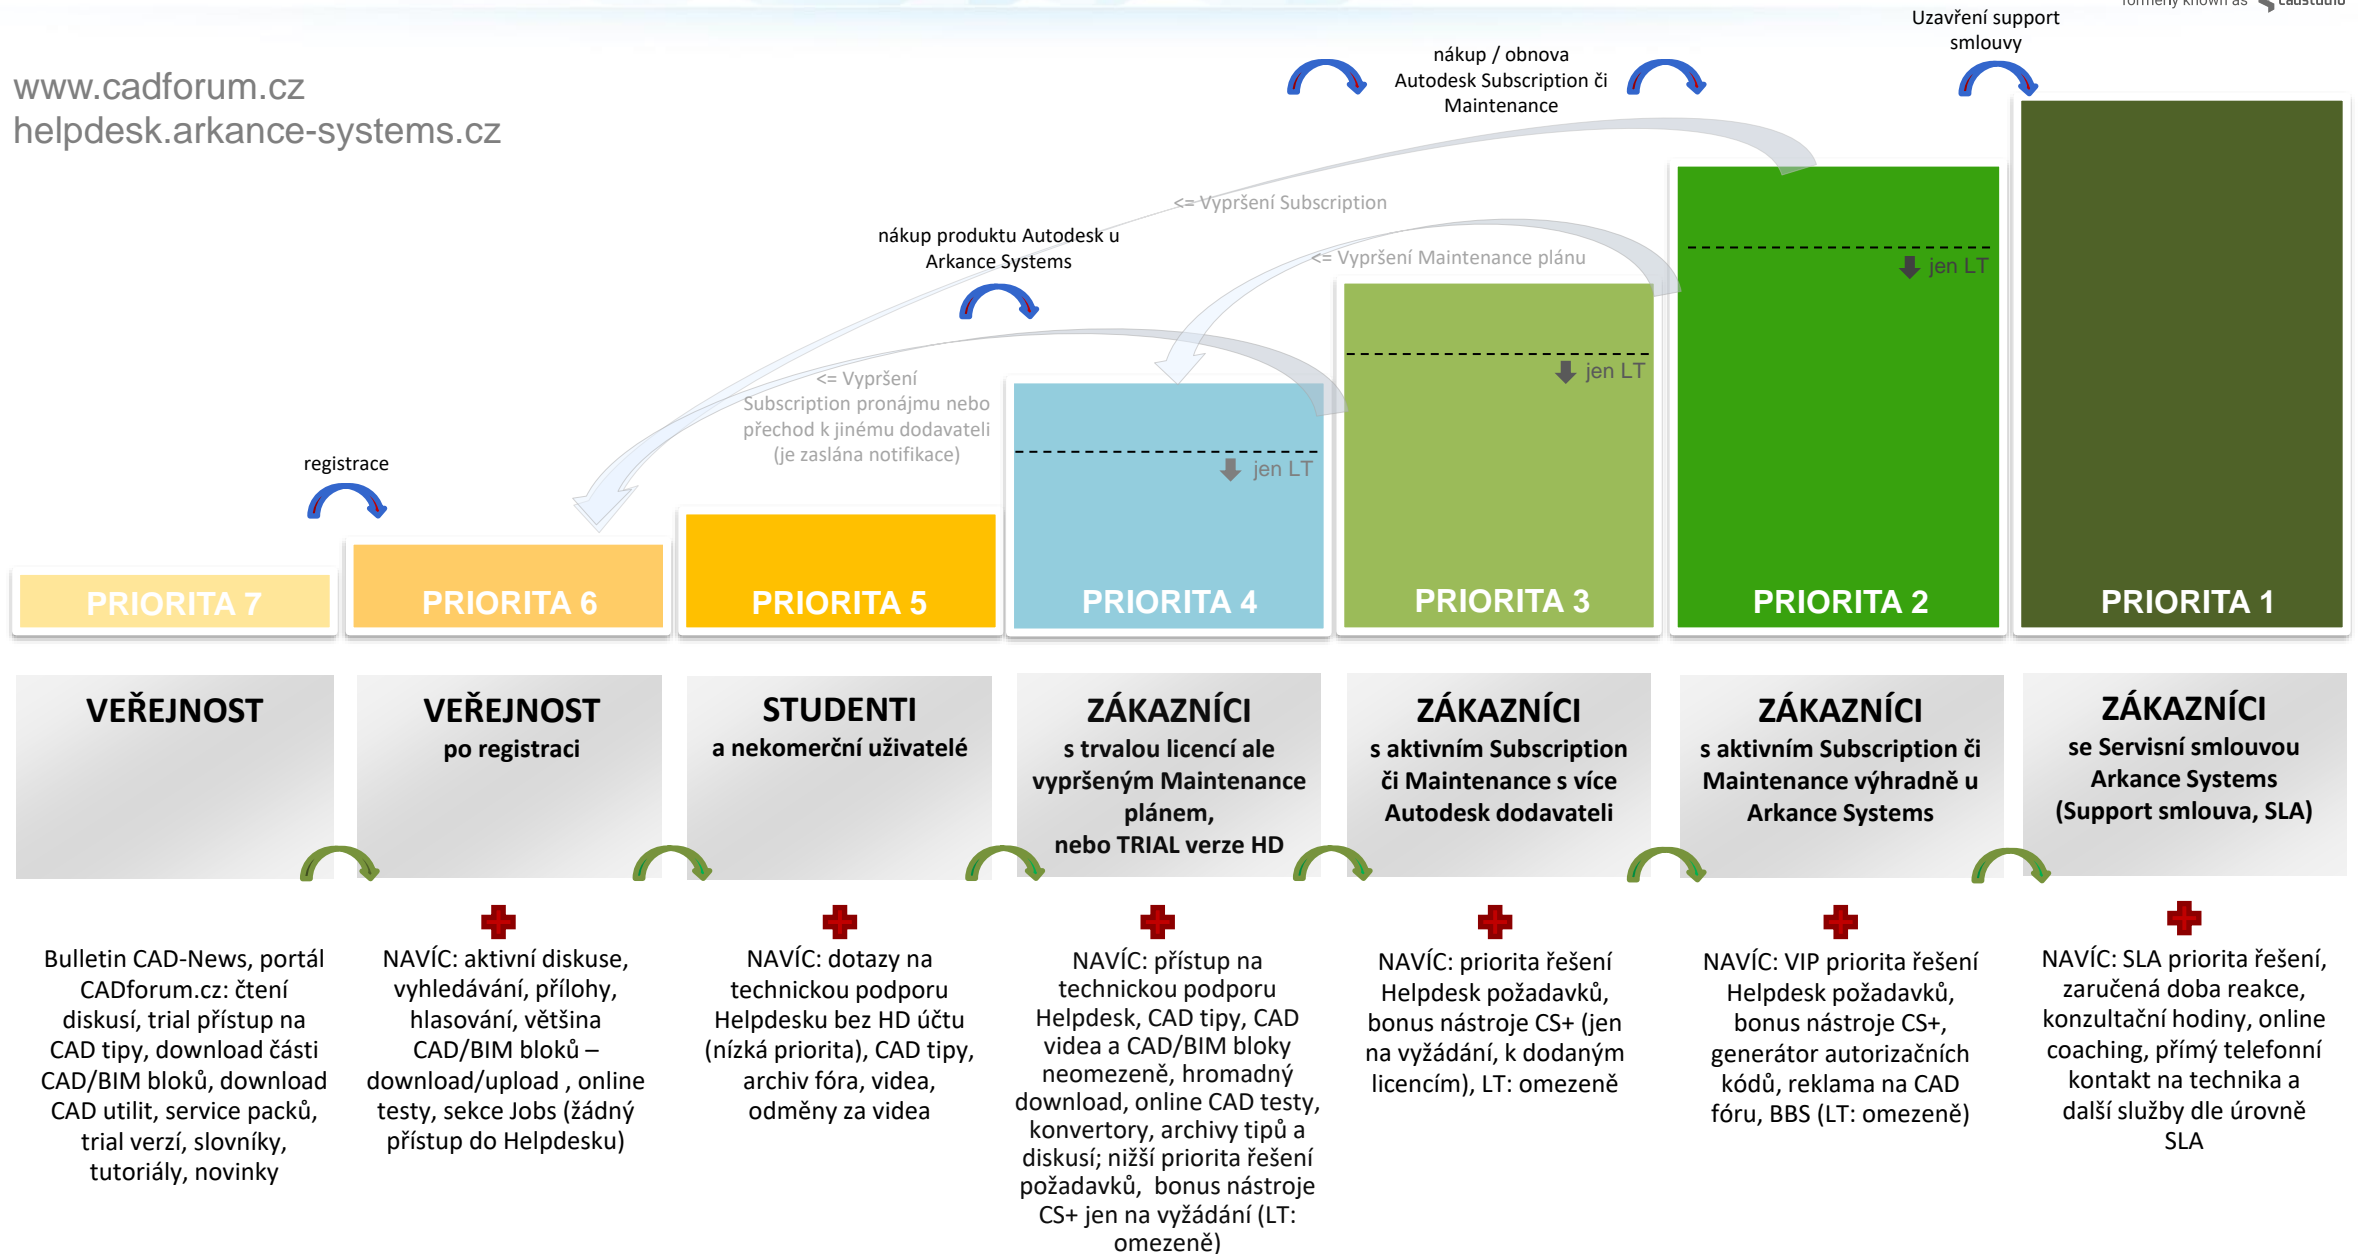 formerly known as cadstudio
www.cadforum.cz
helpdesk.arkance-systems.cz
Uzavření support
smlouvy
nákup / obnova
Autodesk Subscription či
Maintenance
<= Vypršení Subscription
nákup produktu Autodesk u
Arkance Systems
<= Vypršení Maintenance plánu
jen LT
jen LT
<= Vypršení
Subscription pronájmu nebo
přechod k jinému dodavateli
(je zaslána notifikace)
jen LT
registrace
PRIORITA 7
PRIORITA 6
PRIORITA 5
PRIORITA 4
PRIORITA 3
PRIORITA 2
PRIORITA 1
VEŘEJNOST
VEŘEJNOST
po registraci
STUDENTI
a nekomerční uživatelé
ZÁKAZNÍCI
s trvalou licencí ale
vypršeným Maintenance
plánem,
nebo TRIAL verze HD
ZÁKAZNÍCI
s aktivním Subscription
či Maintenance s více
Autodesk dodavateli
ZÁKAZNÍCI
s aktivním Subscription či
Maintenance výhradně u
Arkance Systems
ZÁKAZNÍCI
se Servisní smlouvou
Arkance Systems
(Support smlouva, SLA)
Bulletin CAD-News, portál
CADforum.cz: čtení
diskusí, trial přístup na
CAD tipy, download části
CAD/BIM bloků, download
CAD utilit, service packů,
trial verzí, slovníky,
tutoriály, novinky
NAVÍC: aktivní diskuse,
vyhledávání, přílohy,
hlasování, většina
CAD/BIM bloků –
download/upload , online
testy, sekce Jobs (žádný
přístup do Helpdesku)
NAVÍC: dotazy na
technickou podporu
Helpdesku bez HD účtu
(nízká priorita), CAD tipy,
archiv fóra, videa,
odměny za videa
NAVÍC: přístup na
technickou podporu
Helpdesk, CAD tipy, CAD
videa a CAD/BIM bloky
neomezeně, hromadný
download, online CAD testy,
konvertory, archivy tipů a
diskusí; nižší priorita řešení
požadavků,  bonus nástroje
CS+ jen na vyžádání (LT:
omezeně)
NAVÍC: priorita řešení
Helpdesk požadavků,
bonus nástroje CS+ (jen
na vyžádání, k dodaným
licencím), LT: omezeně
NAVÍC: VIP priorita řešení
Helpdesk požadavků,
bonus nástroje CS+,
generátor autorizačních
kódů, reklama na CAD
fóru, BBS (LT: omezeně)
NAVÍC: SLA priorita řešení,
zaručená doba reakce,
konzultační hodiny, online
coaching, přímý telefonní
kontakt na technika a
další služby dle úrovně
SLA